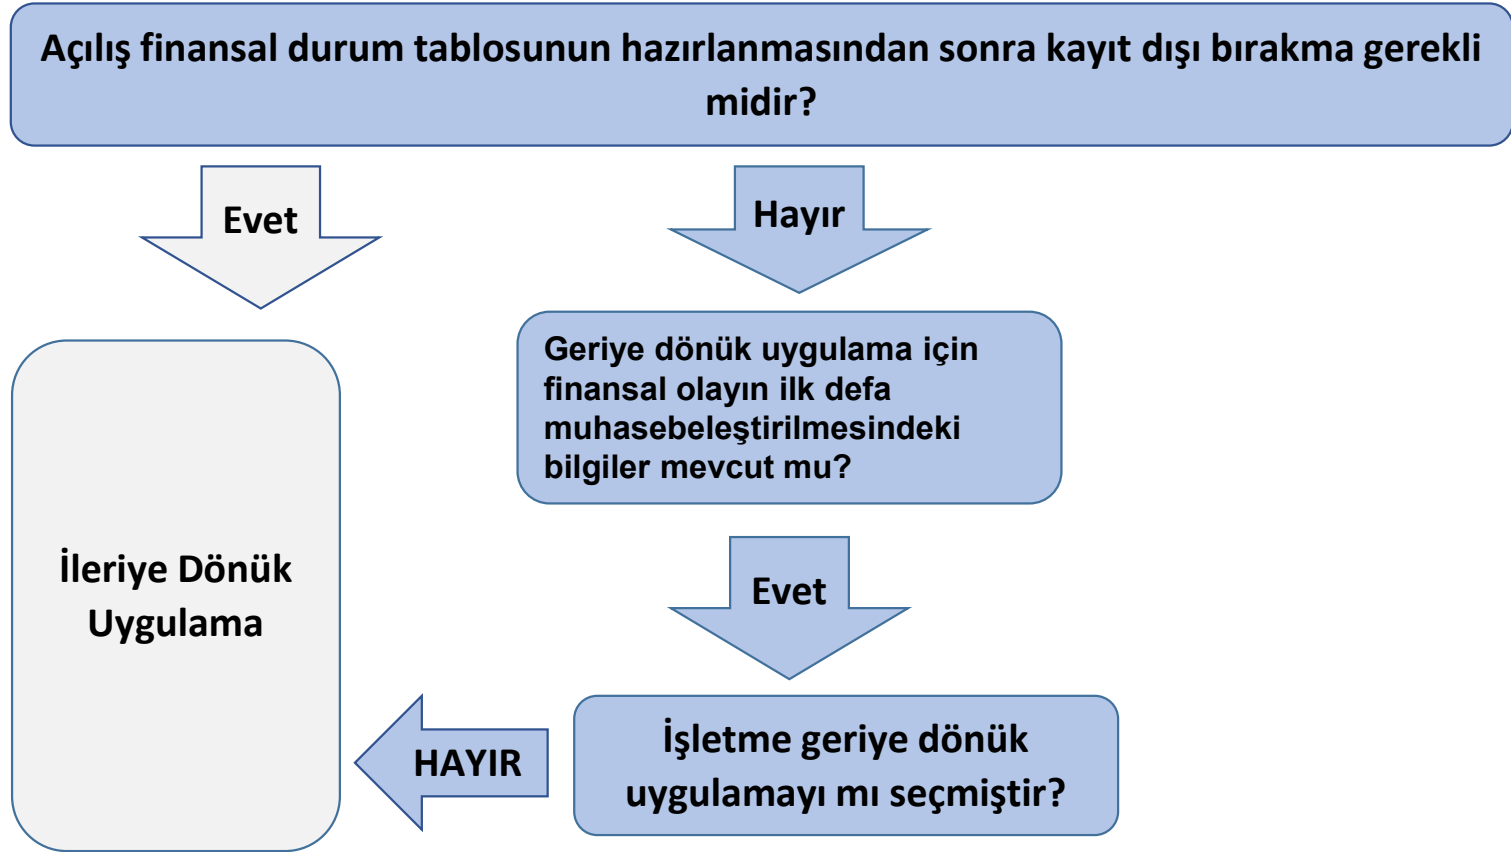 Açılış finansal durum tablosunun hazırlanmasından sonra kayıt dışı bırakma gerekli
midir?
Evet
Hayır
Geriye dönük uygulama için
finansal olayın ilk defa
muhasebeleştirilmesindeki
bilgiler mevcut mu?
İleriye Dönük
Uygulama
Evet
HAYIR
İşletme geriye dönük
uygulamayı mı seçmiştir?